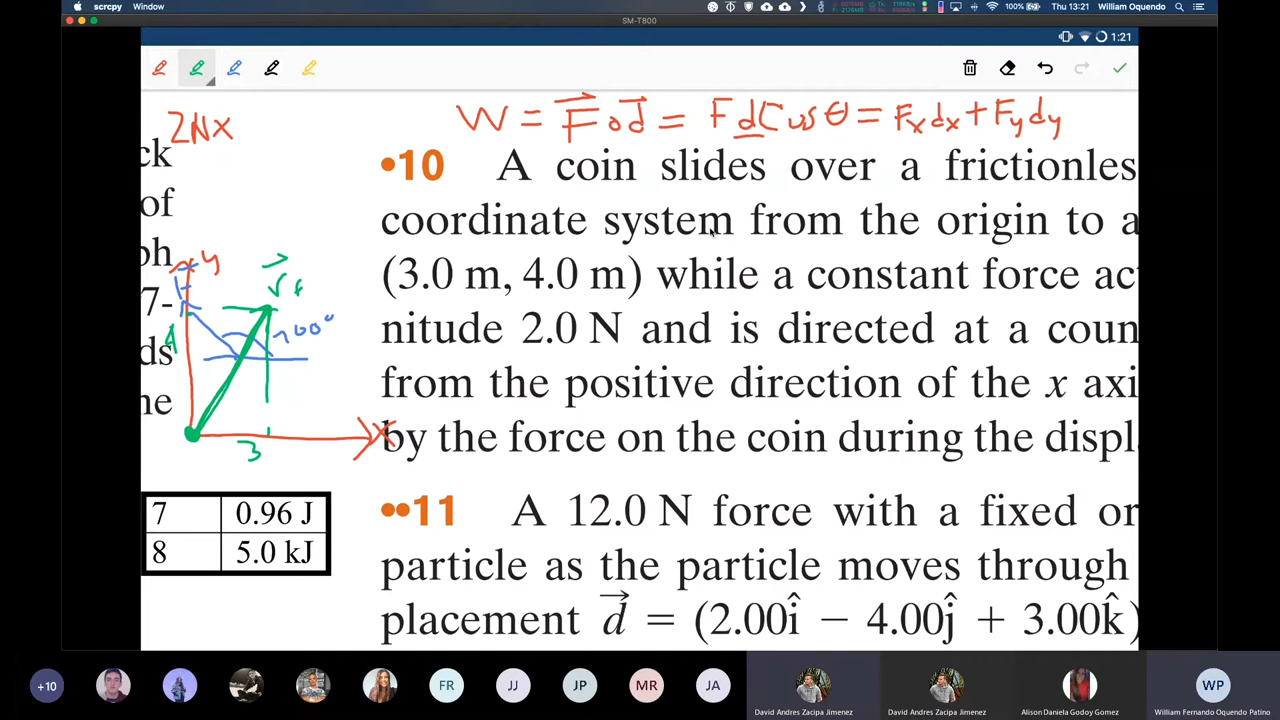 scrcpy Window
100% Thu 13:21 William Oquendo
SM-T800
1:21
2Nx
W = F o d = F d Cos θ = Fx dx + Fy dy
ck
of
ph
7-
ds
he
y
F
4
3
x
•10 A coin slides over a frictionles
coordinate system from the origin to a
(3.0 m, 4.0 m) while a constant force ac
nitude 2.0 N and is directed at a coun
from the positive direction of the x axi
by the force on the coin during the displ
7 0.96 J
8 5.0 kJ
••11 A 12.0 N force with a fixed or
particle as the particle moves through
placement d⃗ = (2.00î − 4.00ĵ + 3.00k̂)
+10 FR JJ JP MR JA WP
David Andres Zacipa Jimenez David Andres Zacipa Jimenez Alison Daniela Godoy Gomez William Fernando Oquendo Patino